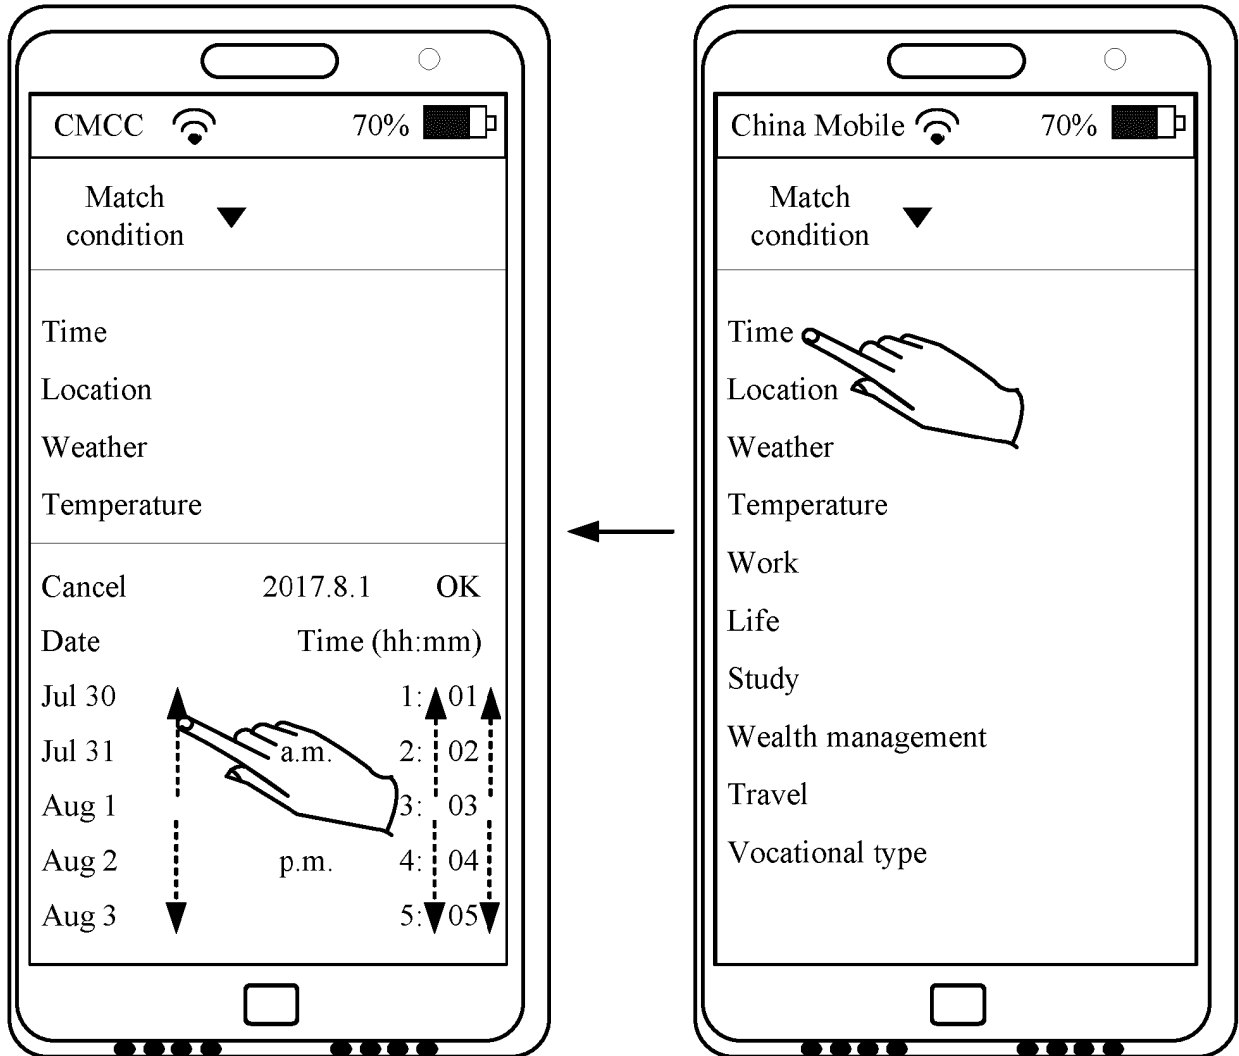 CMCC 70%
Match
condition
Time
Location
Weather
Temperature
Cancel 2017.8.1 OK
Date Time (hh:mm)
Jul 30 1: 01
Jul 31 a.m. 2: 02
Aug 1 3: 03
Aug 2 p.m. 4: 04
Aug 3 5: 05
China Mobile 70%
Match
condition
Time
Location
Weather
Temperature
Work
Life
Study
Wealth management
Travel
Vocational type